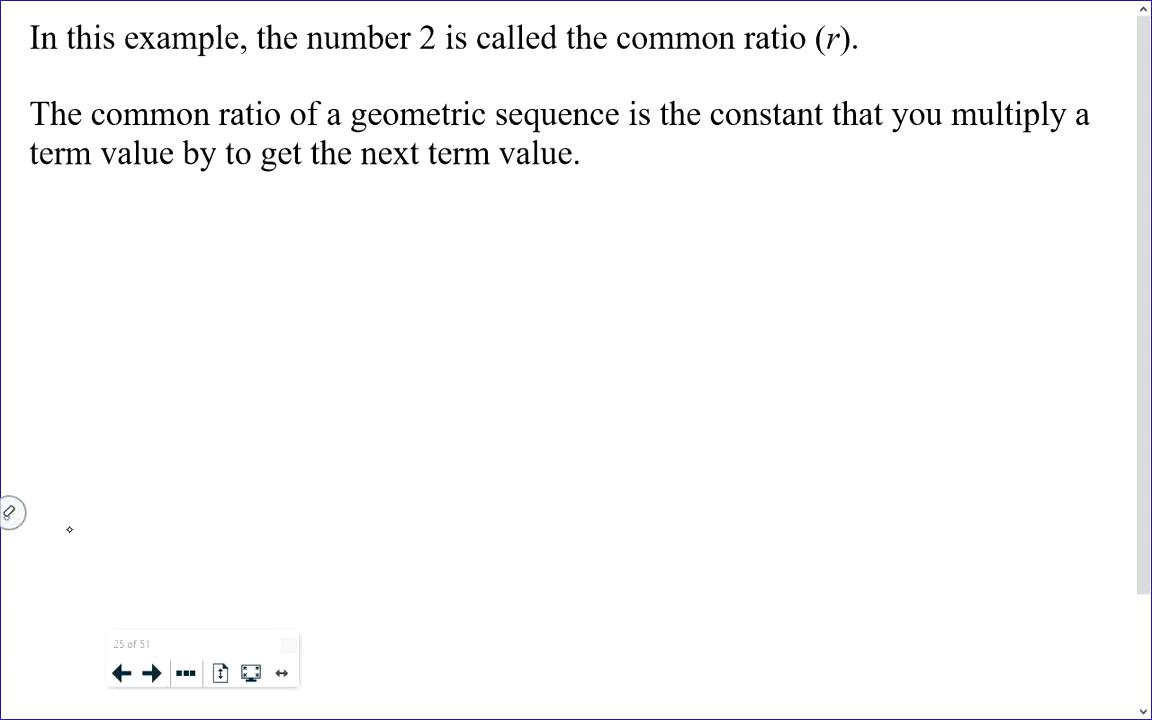 In this example, the number 2 is called the common ratio (r).
The common ratio of a geometric sequence is the constant that you multiply a
term value by to get the next term value.
25 of 51